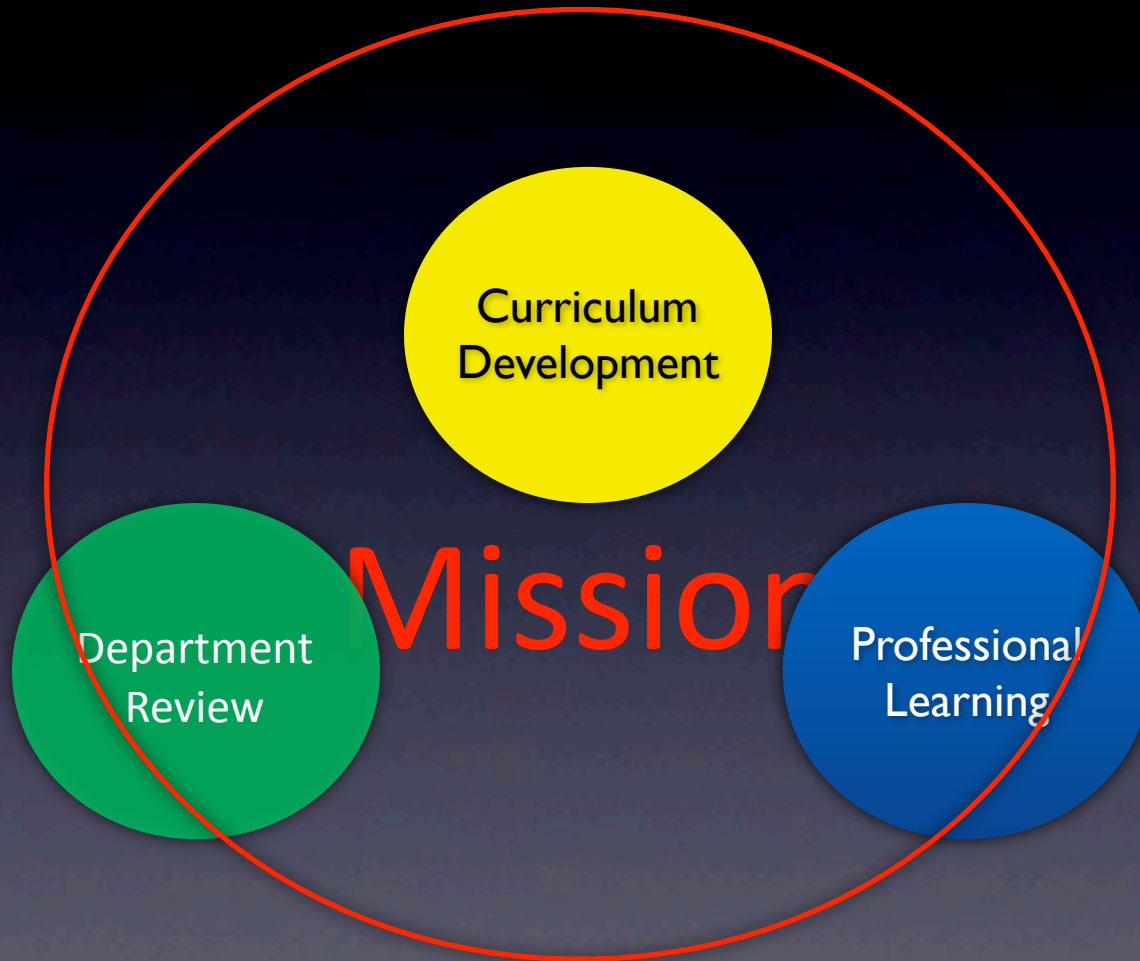 Curriculum
Development
Mission
Department
Review
Professional
Learning